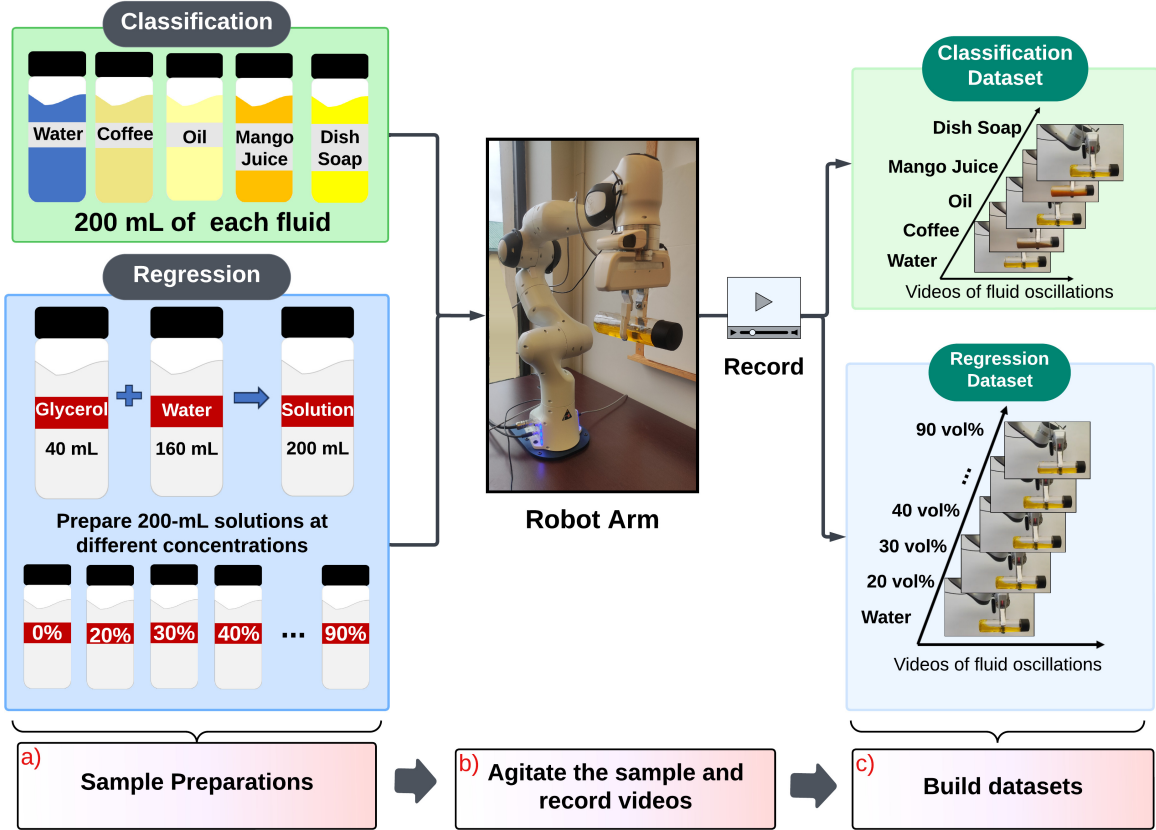 Classification
Water
Coffee
Oil
Mango
Juice
Dish
Soap
200 mL of each fluid
Regression
Glycerol
Water
Solution
40 mL
160 mL
200 mL
Prepare 200-mL solutions at
different concentrations
0%
20%
30%
40%
...
90%
Robot Arm
Record
Classification
Dataset
Dish Soap
Mango Juice
Oil
Coffee
Water
Videos of fluid oscillations
Regression
Dataset
90 vol%
...
40 vol%
30 vol%
20 vol%
Water
Videos of fluid oscillations
a)
Sample Preparations
b)
Agitate the sample and
record videos
c)
Build datasets